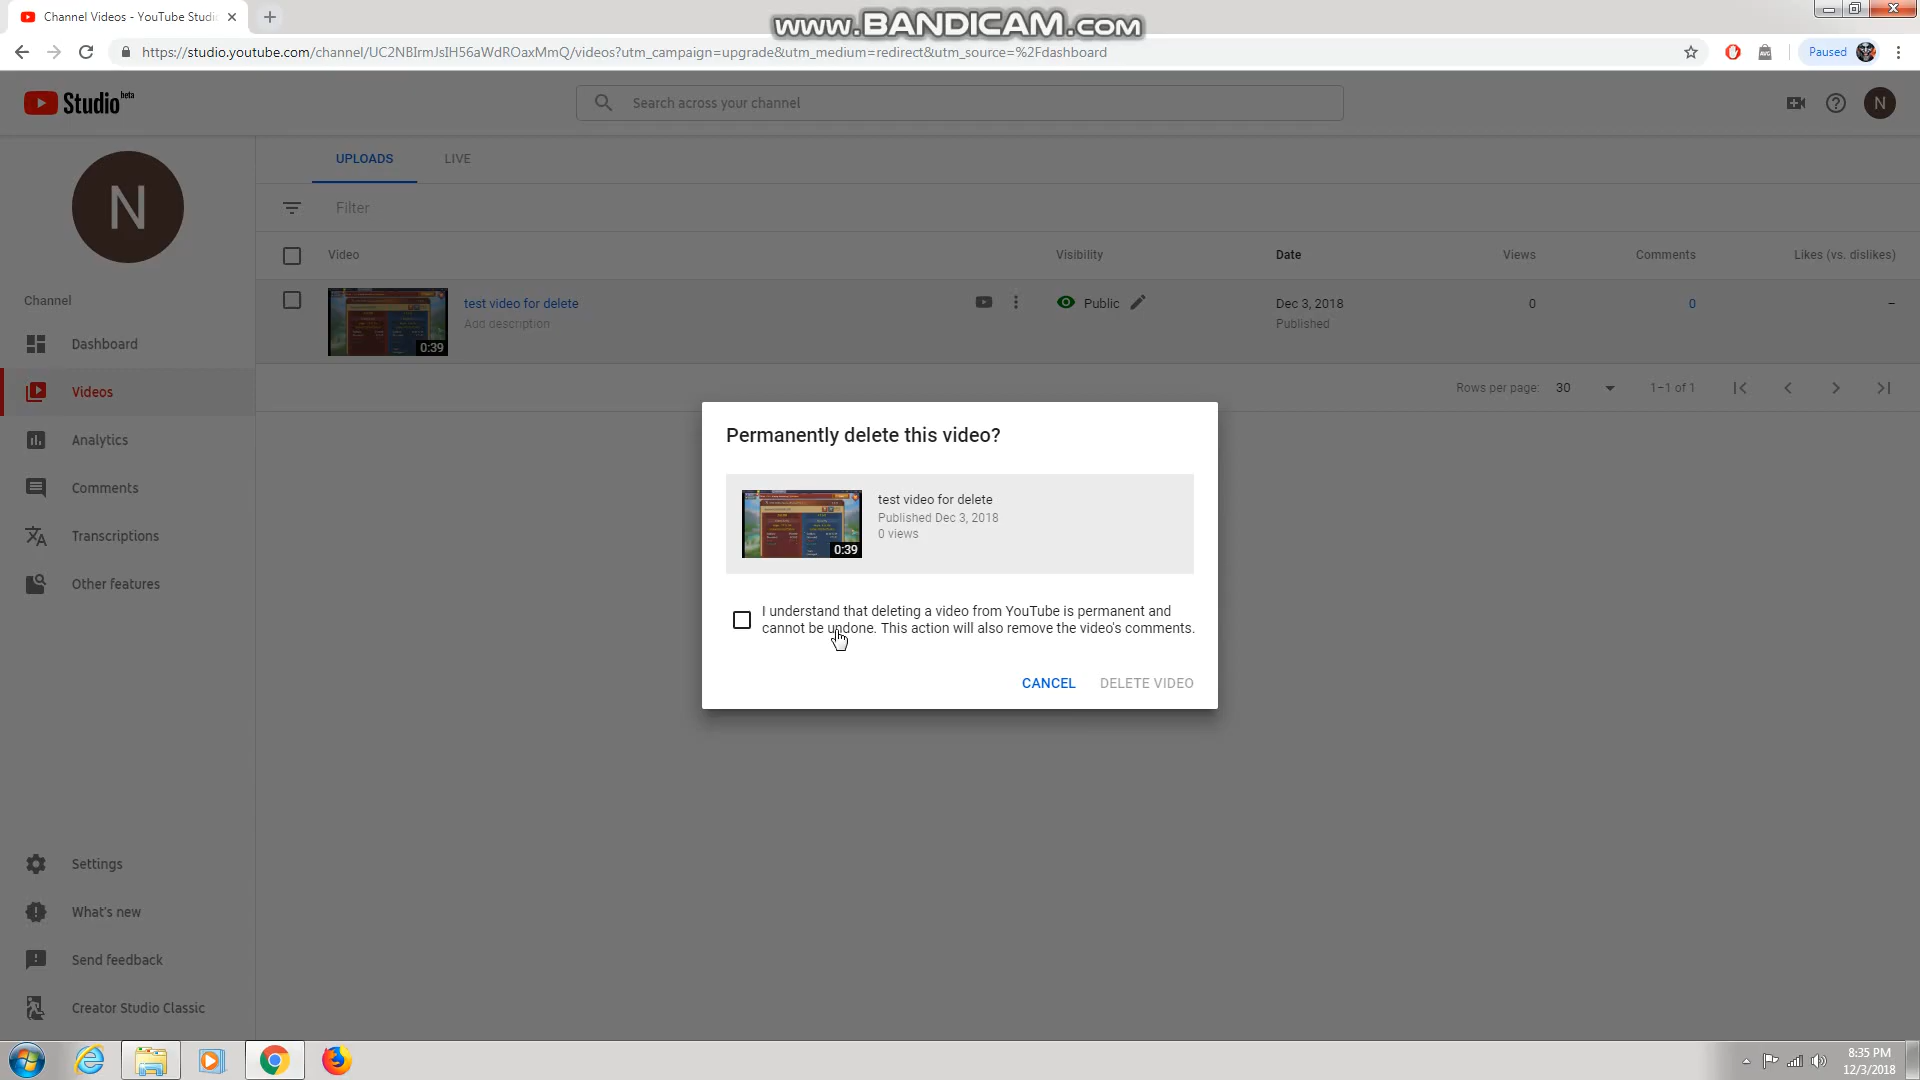 Channel Videos - YouTube Studi
www.BANDICAM.com
https://studio.youtube.com/channel/UC2NBIrmJsIH56aWdROaxMmQ/videos?utm_campaign=upgrade&utm_medium=redirect&utm_source=%2Fdashboard
Paused
Studio beta
Search across your channel
N
N
UPLOADS LIVE
Filter
Video Visibility Date Views Comments Likes (vs. dislikes)
test video for delete Public Dec 3, 2018 0 0 –
Add description Published
0:39
Rows per page: 30 1–1 of 1
Channel
Dashboard
Videos
Analytics
Comments
Transcriptions
Other features
Settings
What's new
Send feedback
Creator Studio Classic
Permanently delete this video?
test video for delete
Published Dec 3, 2018
0 views
0:39
I understand that deleting a video from YouTube is permanent and
cannot be undone. This action will also remove the video's comments.
CANCEL DELETE VIDEO
8:35 PM
12/3/2018